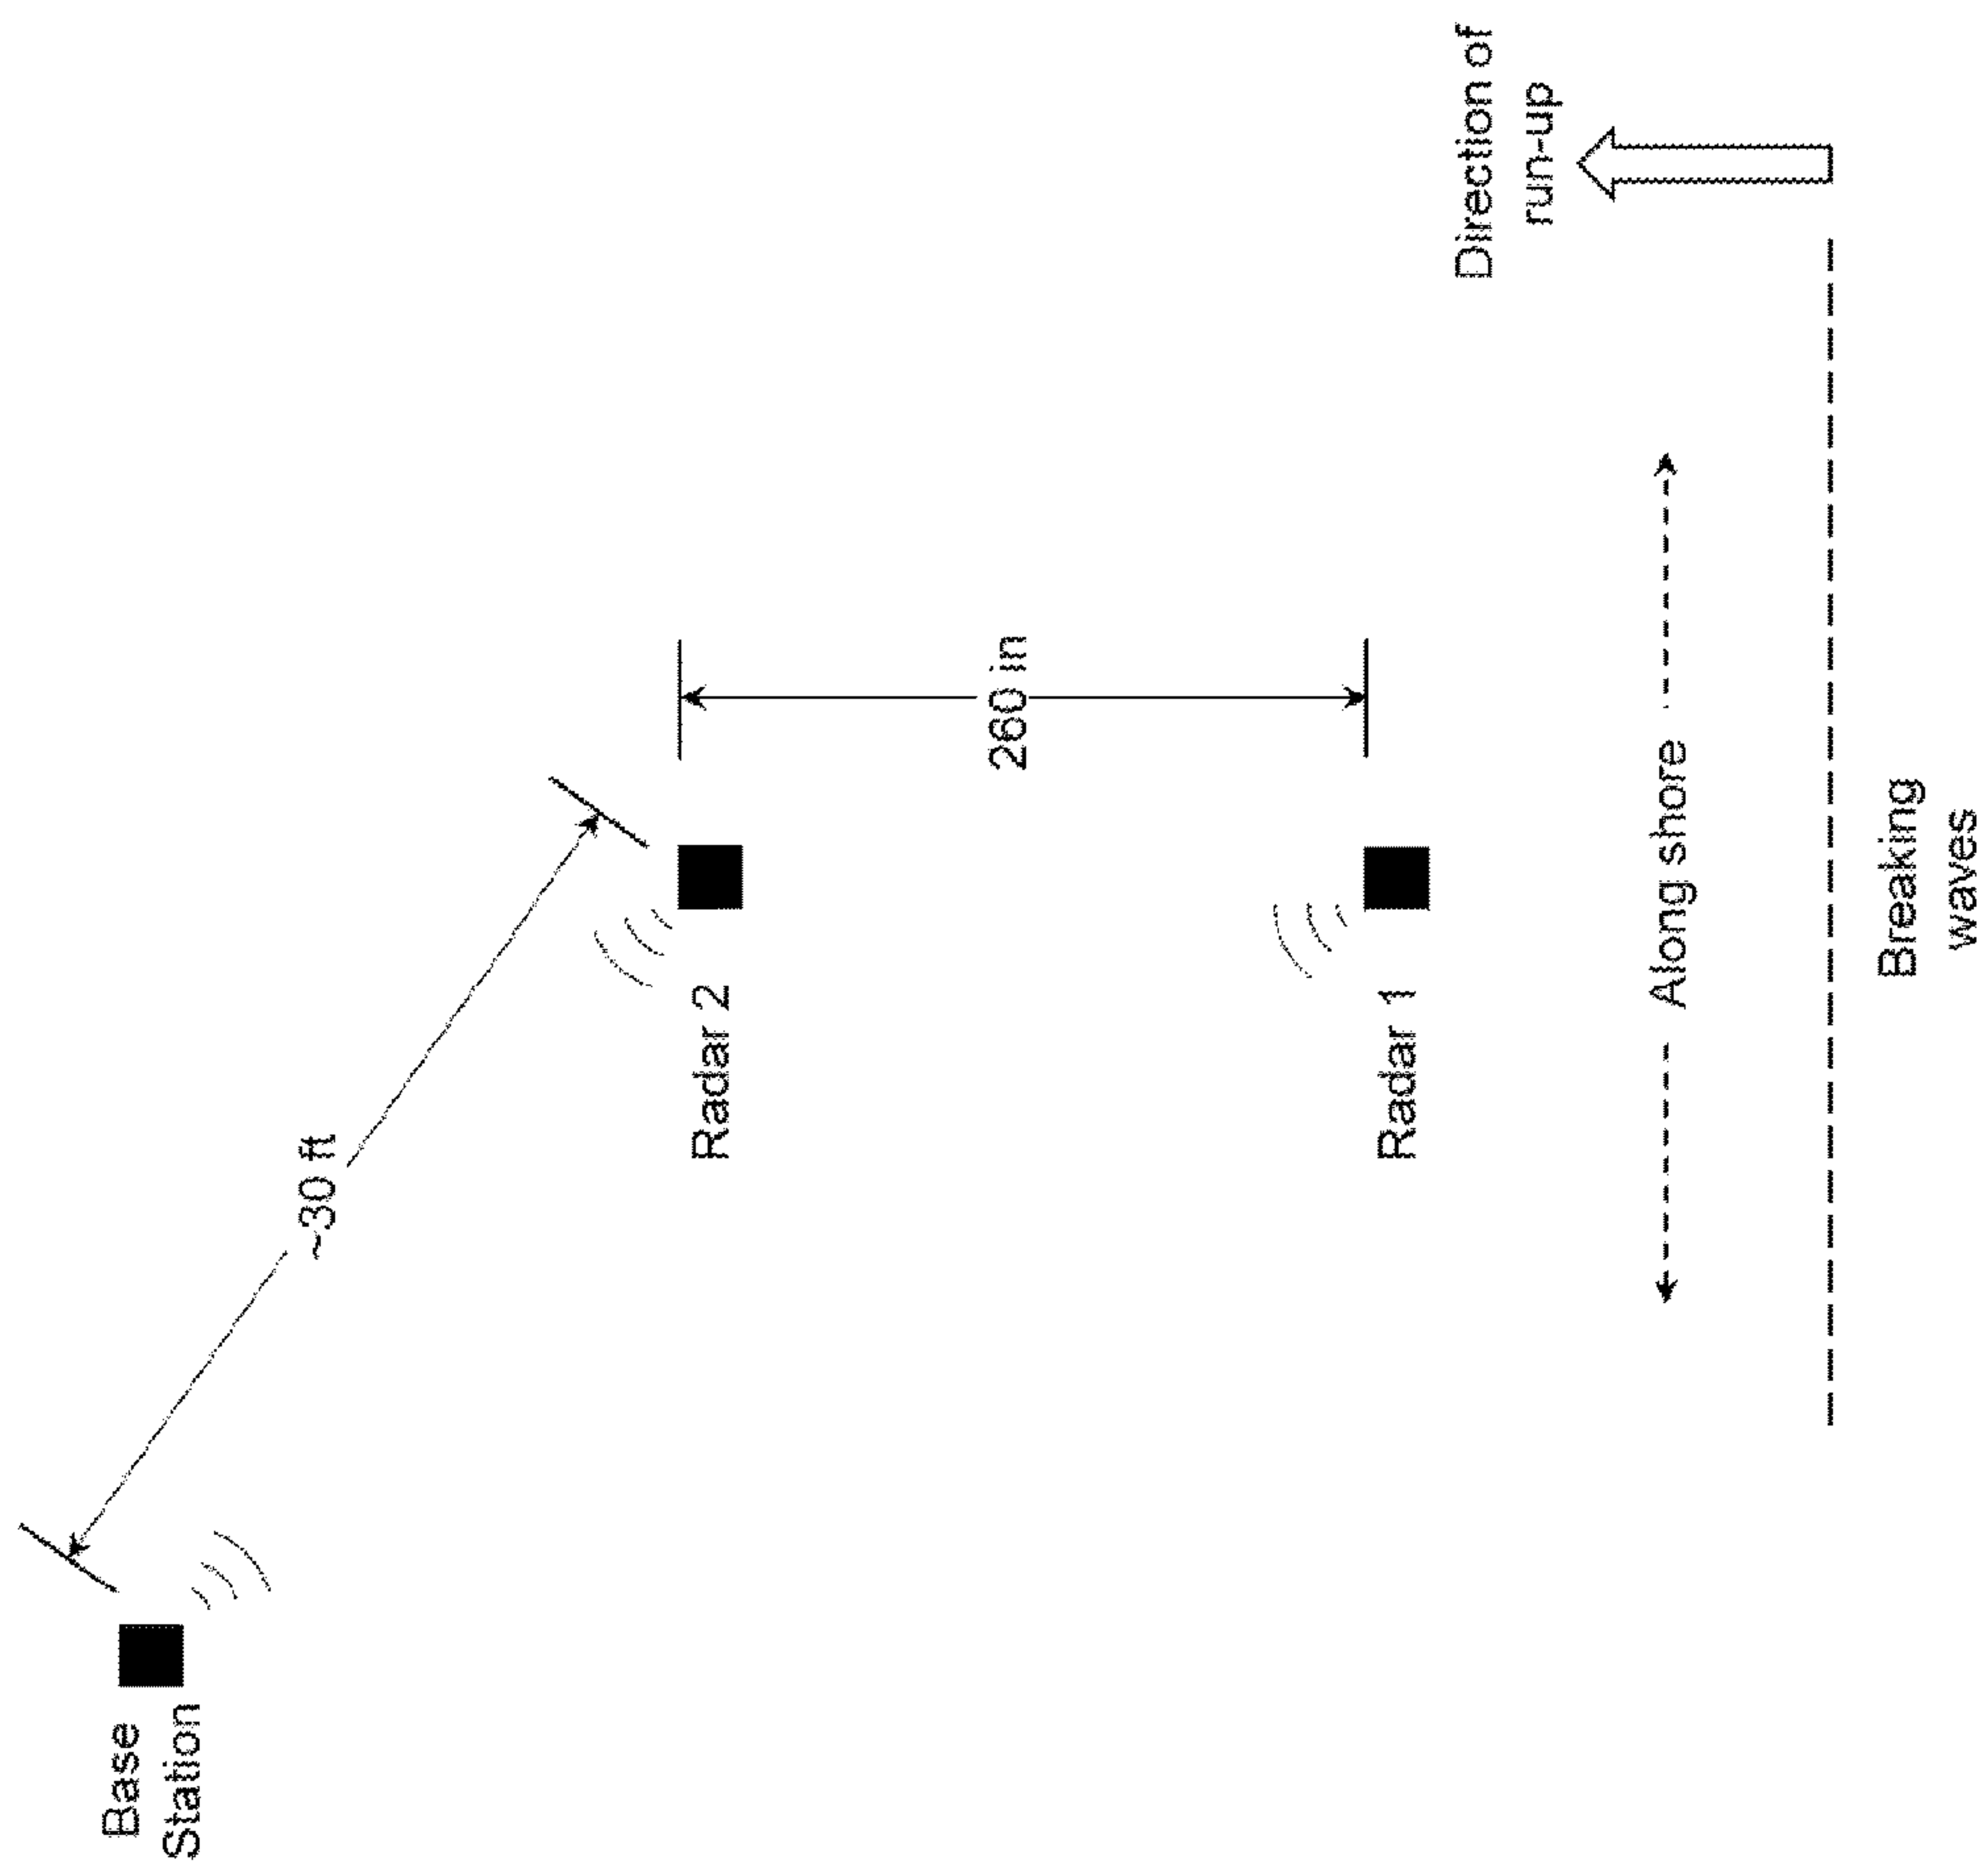 Base
Station
~30 ft
Radar 2
260 in
Radar 1
Direction of
run-up
Along shore
Breaking
waves